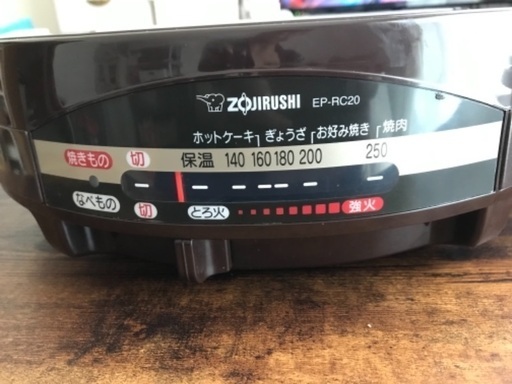 ZOJIRUSHI EP-RC20
ホットケーキ ぎょうざ お好み焼き 焼肉
焼きもの 切 保温 140 160 180 200 250
なべもの 切 とろ火 強火